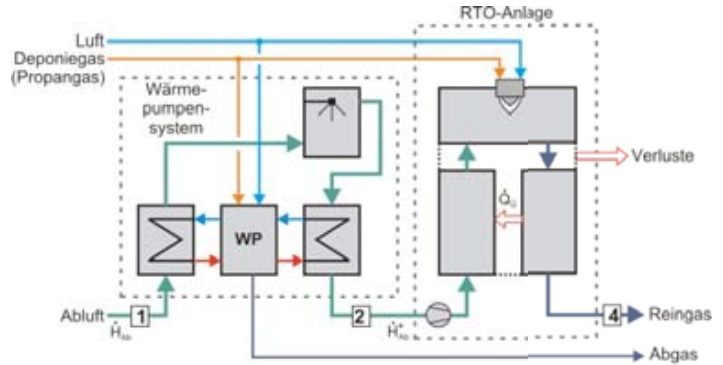 RTO-Anlage
Luft
Deponiegas
(Propangas)
Wärme-
pumpen-
system
Verluste
Q̇ü
WP
Abluft
1
ḢAb
2
Ḣ*Ab
4
Reingas
Abgas